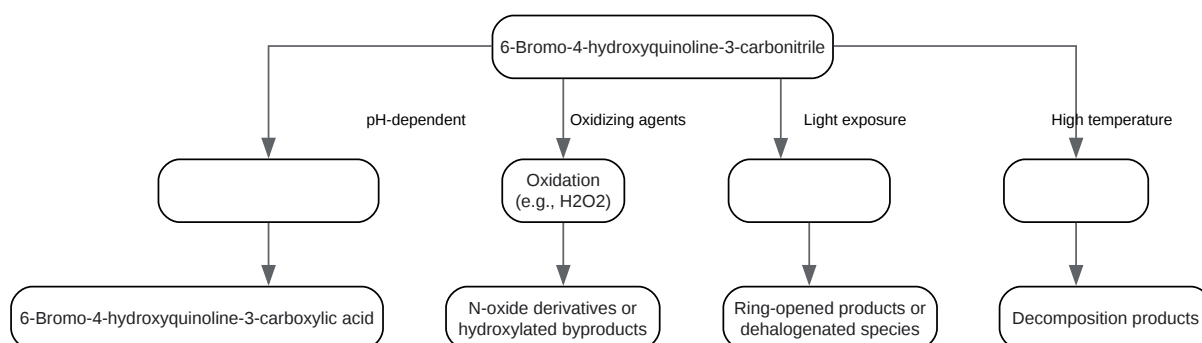 6-Bromo-4-hydroxyquinoline-3-carbonitrile
pH-dependent
Oxidizing agents
Light exposure
High temperature
Oxidation
(e.g., H2O2)
6-Bromo-4-hydroxyquinoline-3-carboxylic acid
N-oxide derivatives or
hydroxylated byproducts
Ring-opened products or
dehalogenated species
Decomposition products